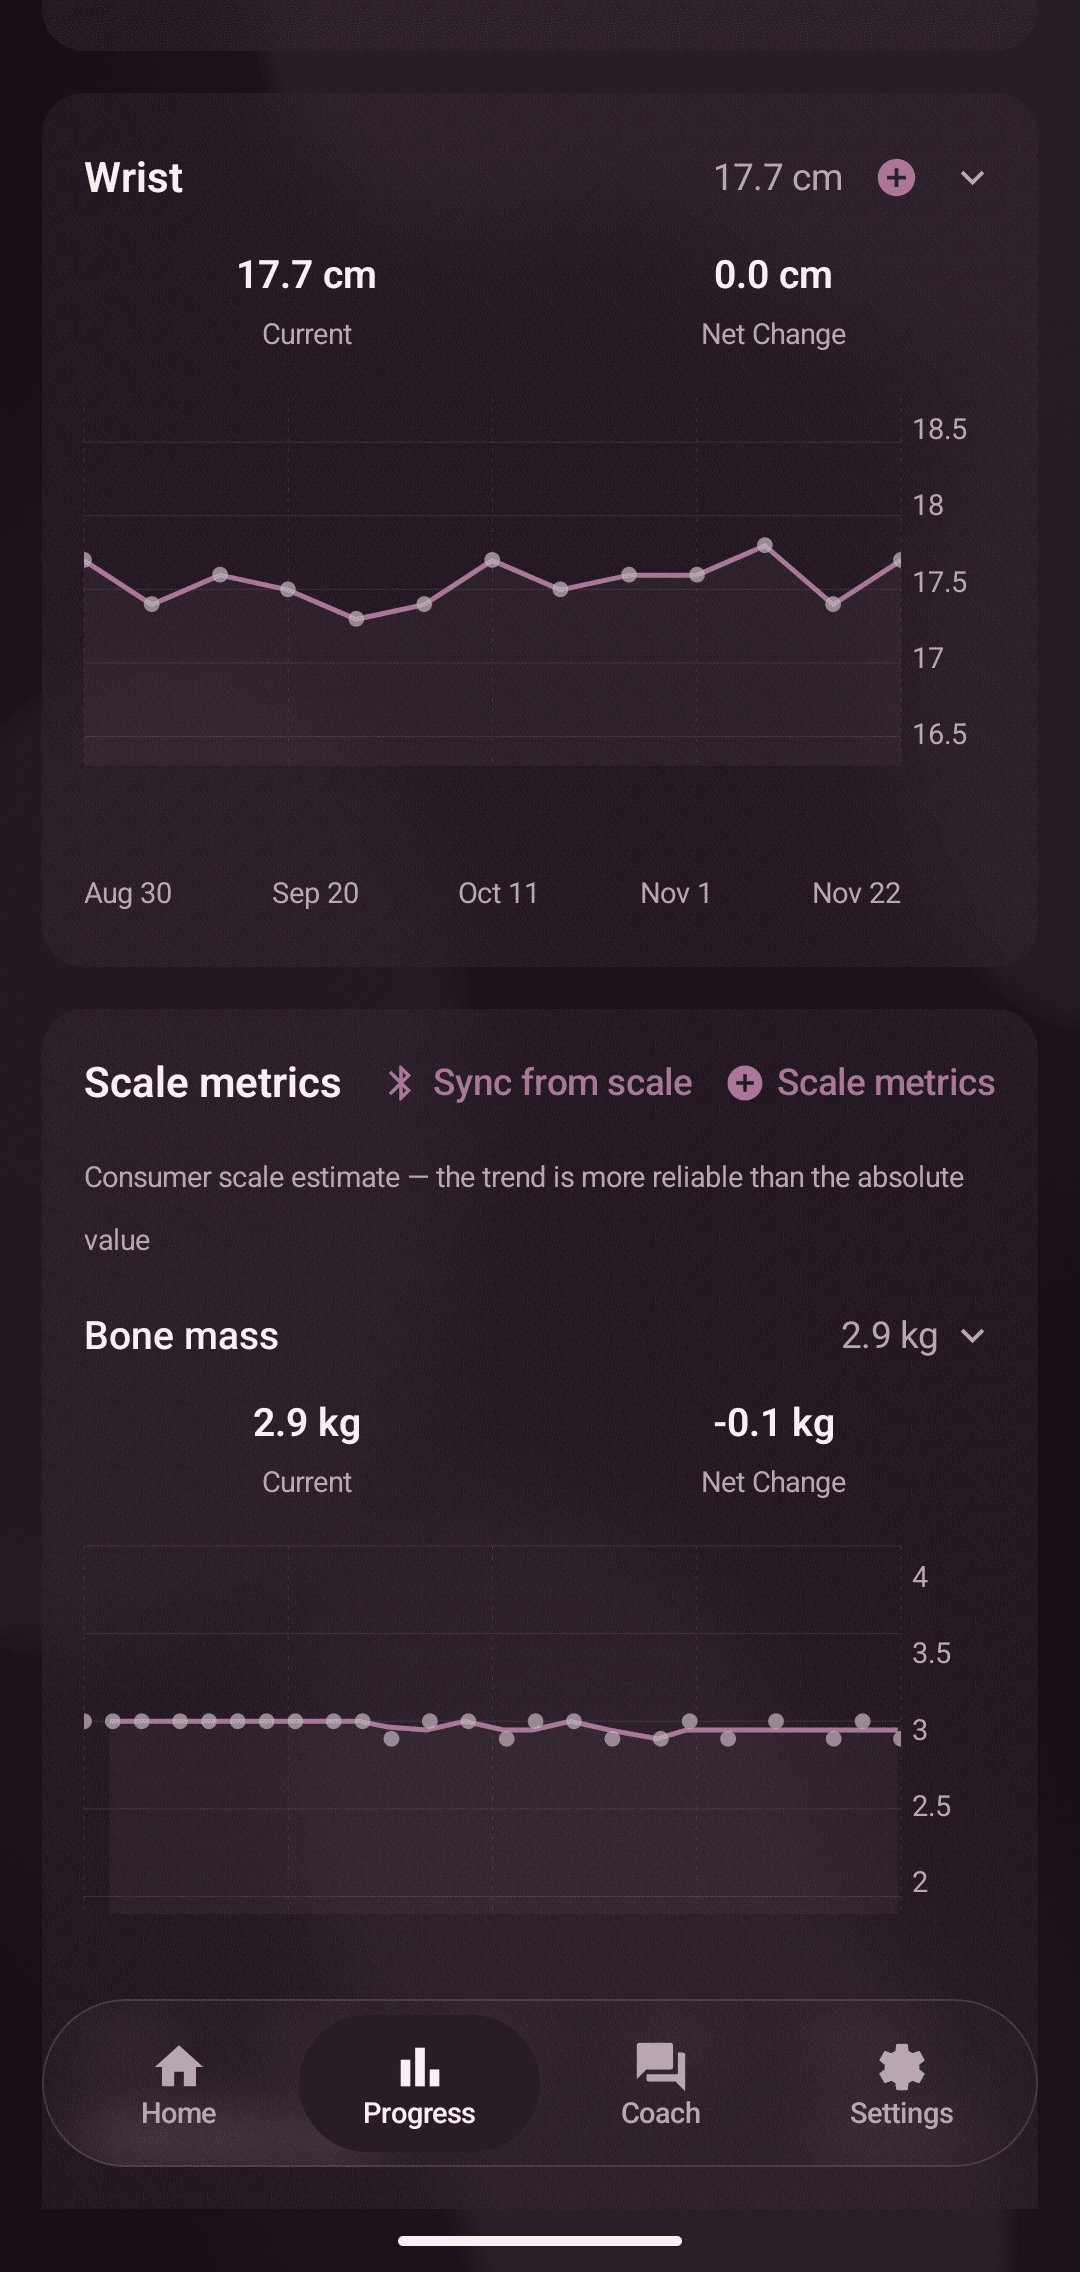 Wrist
17.7 cm
17.7 cm
0.0 cm
Current
Net Change
18.5
18
17.5
17
16.5
Aug 30
Sep 20
Oct 11
Nov 1
Nov 22
Scale metrics
Sync from scale
Scale metrics
Consumer scale estimate — the trend is more reliable than the absolute
value
Bone mass
2.9 kg
2.9 kg
-0.1 kg
Current
Net Change
4
3.5
3
2.5
2
Home
Progress
Coach
Settings